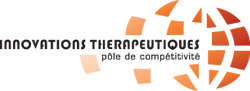 INNOVATIONS THERAPEUTIQUES
pôle de compétitivité